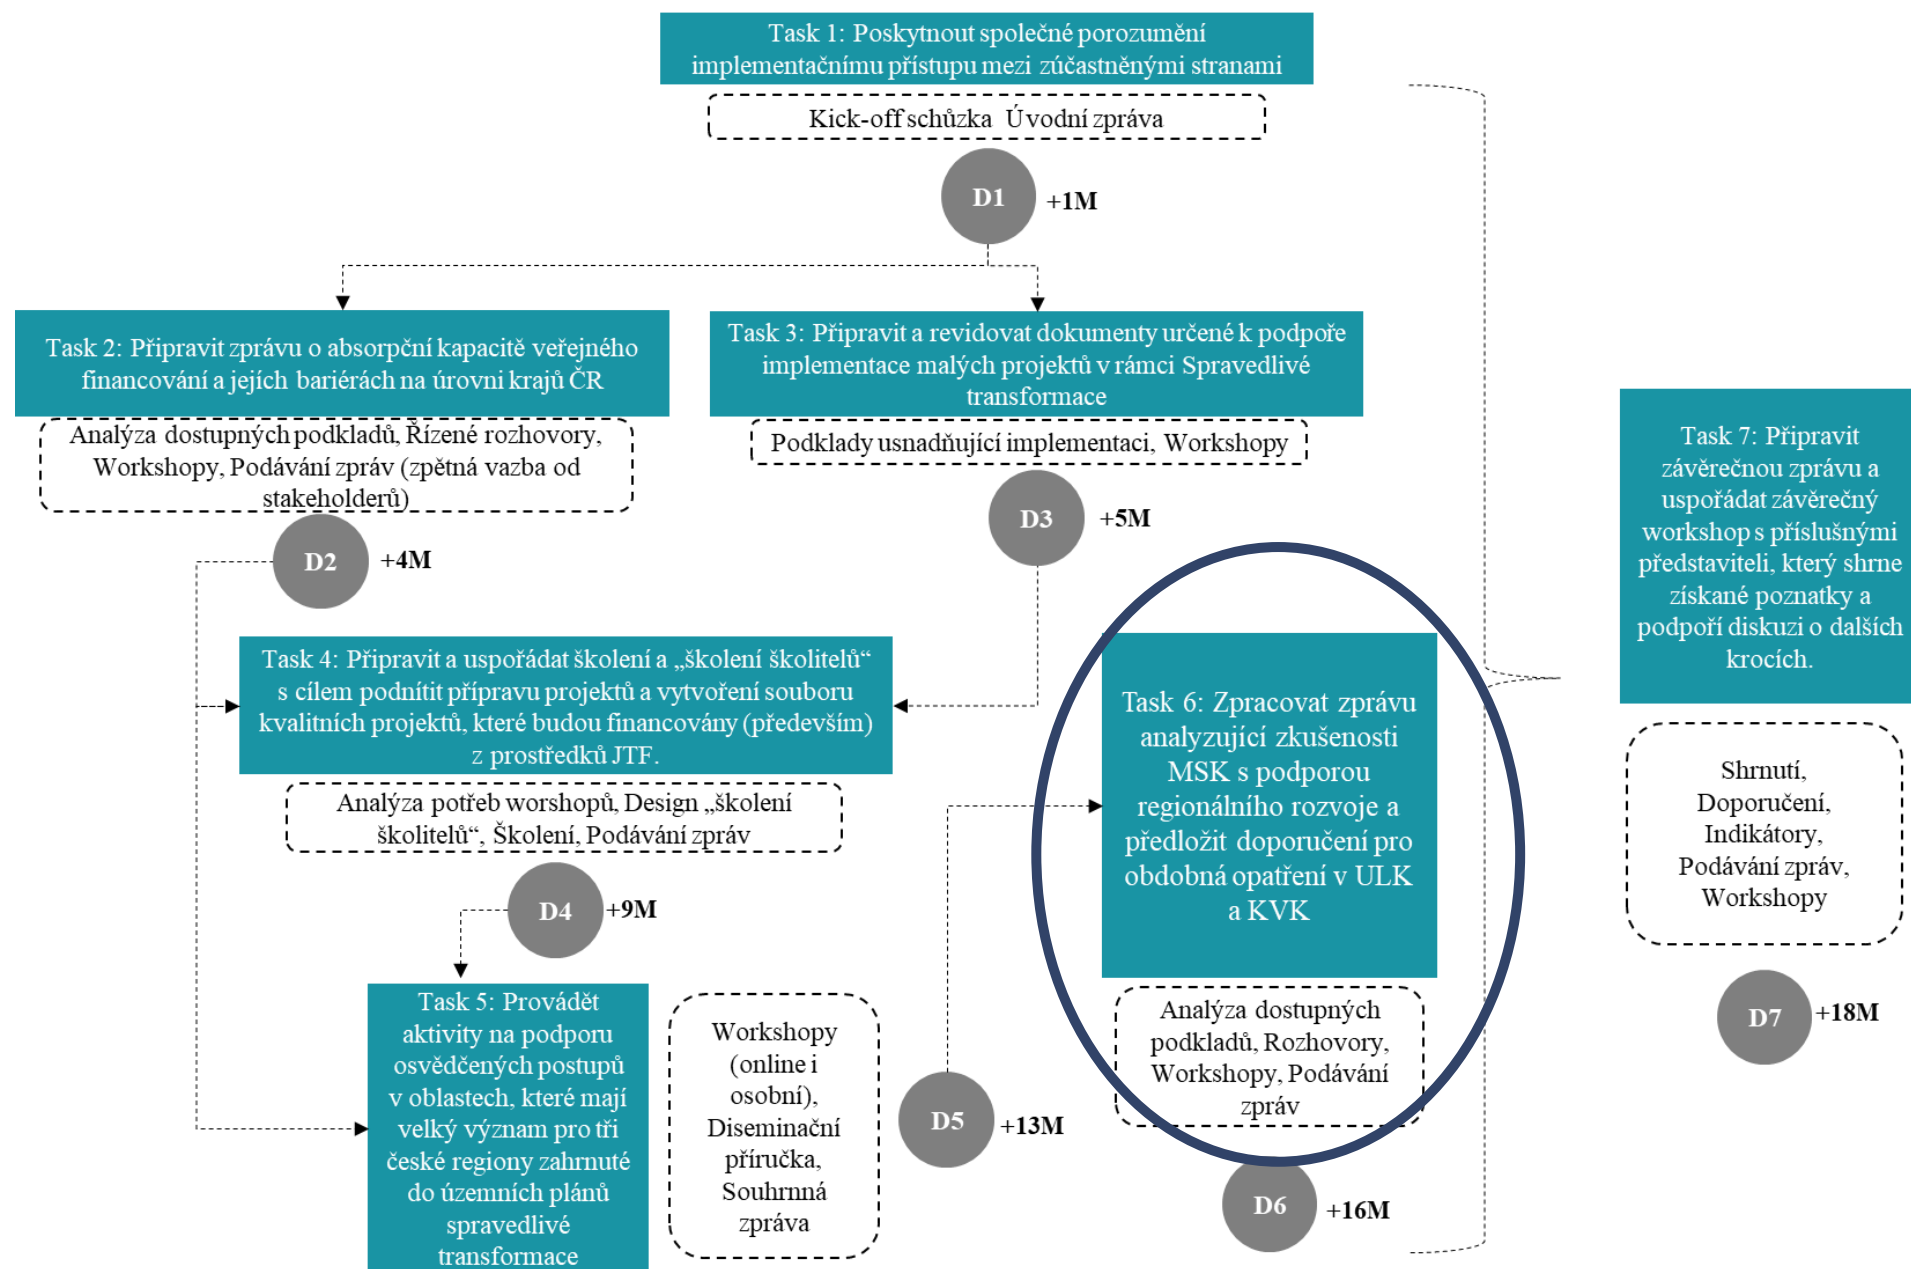 Task 1: Poskytnout společné porozumění
implementačnímu přístupu mezi zúčastněnými stranami
Kick-off schůzka  Úvodní zpráva
D1
+1M
Task 2: Připravit zprávu o absorpční kapacitě veřejného
financování a jejích bariérách na úrovni krajů ČR
Analýza dostupných podkladů, Řízené rozhovory,
Workshopy, Podávání zpráv (zpětná vazba od
stakeholderů)
D2
+4M
Task 3: Připravit a revidovat dokumenty určené k podpoře
implementace malých projektů v rámci Spravedlivé
transformace
Podklady usnadňující implementaci, Workshopy
D3
+5M
Task 4: Připravit a uspořádat školení a „školení školitelů“
s cílem podnítit přípravu projektů a vytvoření souboru
kvalitních projektů, které budou financovány (především)
z prostředků JTF.
Analýza potřeb worshopů, Design „školení
školitelů“, Školení, Podávání zpráv
D4
+9M
Task 5: Provádět
aktivity na podporu
osvědčených postupů
v oblastech, které mají
velký význam pro tři
české regiony zahrnuté
do územních plánů
spravedlivé
transformace
Workshopy
(online i
osobní),
Diseminační
příručka,
Souhrnná
zpráva
D5
+13M
Task 6: Zpracovat zprávu
analyzující zkušenosti
MSK s podporou
regionálního rozvoje a
předložit doporučení pro
obdobná opatření v ULK
a KVK
Analýza dostupných
podkladů, Rozhovory,
Workshopy, Podávání
zpráv
D6
+16M
Task 7: Připravit
závěrečnou zprávu a
uspořádat závěrečný
workshop s příslušnými
představiteli, který shrne
získané poznatky a
podpoří diskuzi o dalších
krocích.
Shrnutí,
Doporučení,
Indikátory,
Podávání zpráv,
Workshopy
D7
+18M